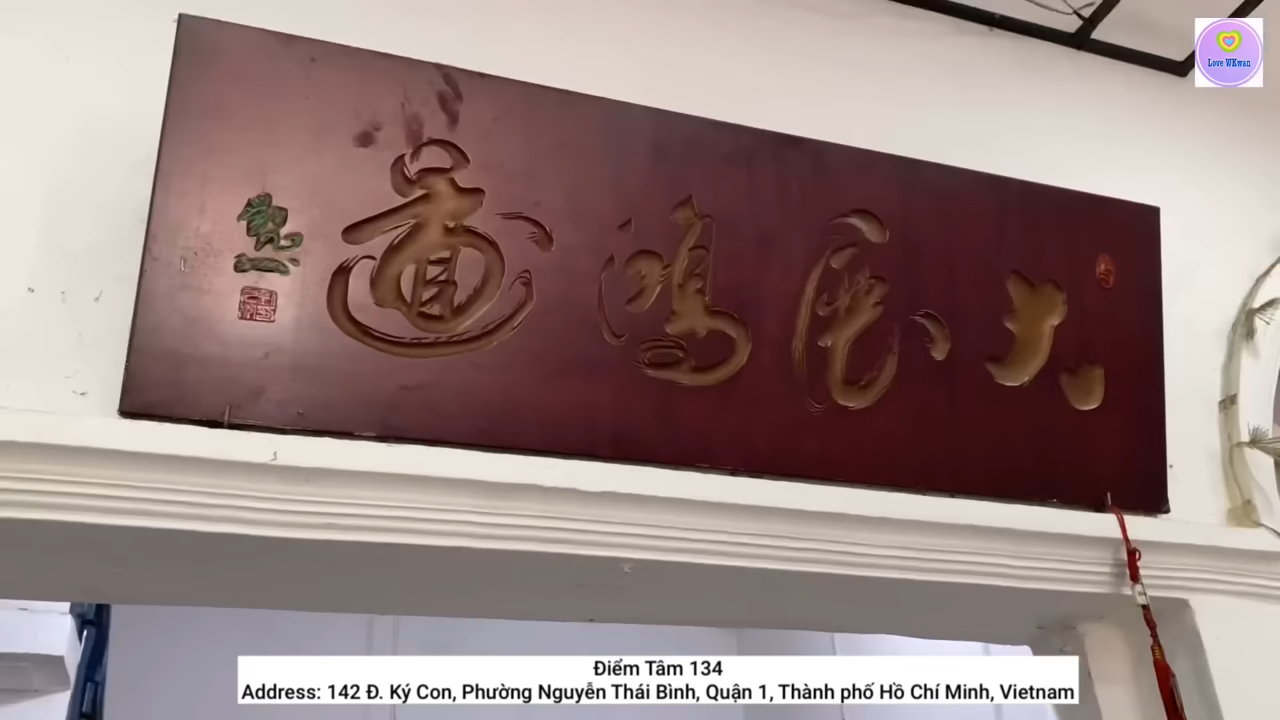 大展鴻圖
Love WKwan
Điểm Tâm 134
Address: 142 Đ. Ký Con, Phường Nguyễn Thái Bình, Quận 1, Thành phố Hồ Chí Minh, Vietnam